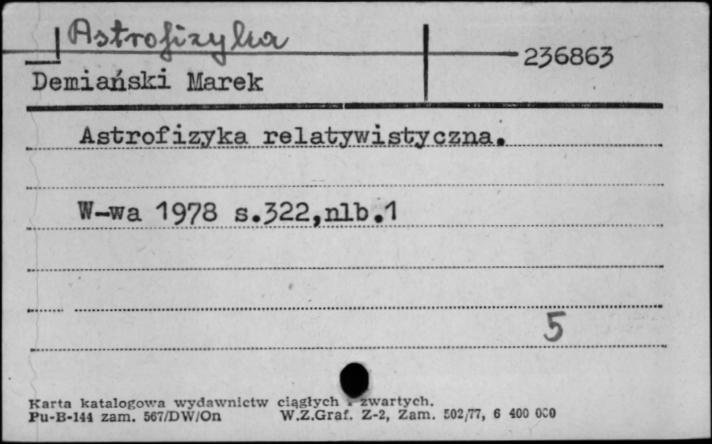 Astrofizyka
236863
Demiański Marek
Astrofizyka relatywistyczna.
W-wa 1978 s.322,nlb.1
5
Karta katalogowa wydawnictw ciągłych i zwartych.
Pu-B-144 zam. 567/DW/On W.Z.Graf. Z-2, Zam. 502/77, 6 400 000